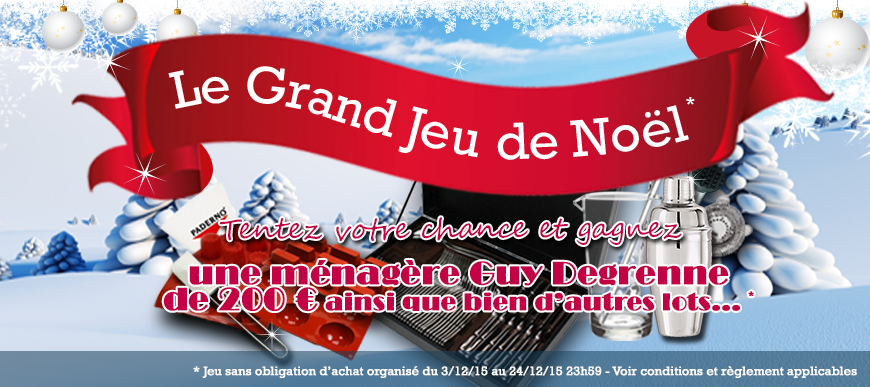 Le Grand Jeu de Noël*
PADERNO
Tentez votre chance et gagnez
une ménagère Guy Degrenne
de 200 € ainsi que bien d'autres lots... *
* Jeu sans obligation d'achat organisé du 3/12/15 au 24/12/15 23h59 - Voir conditions et règlement applicables